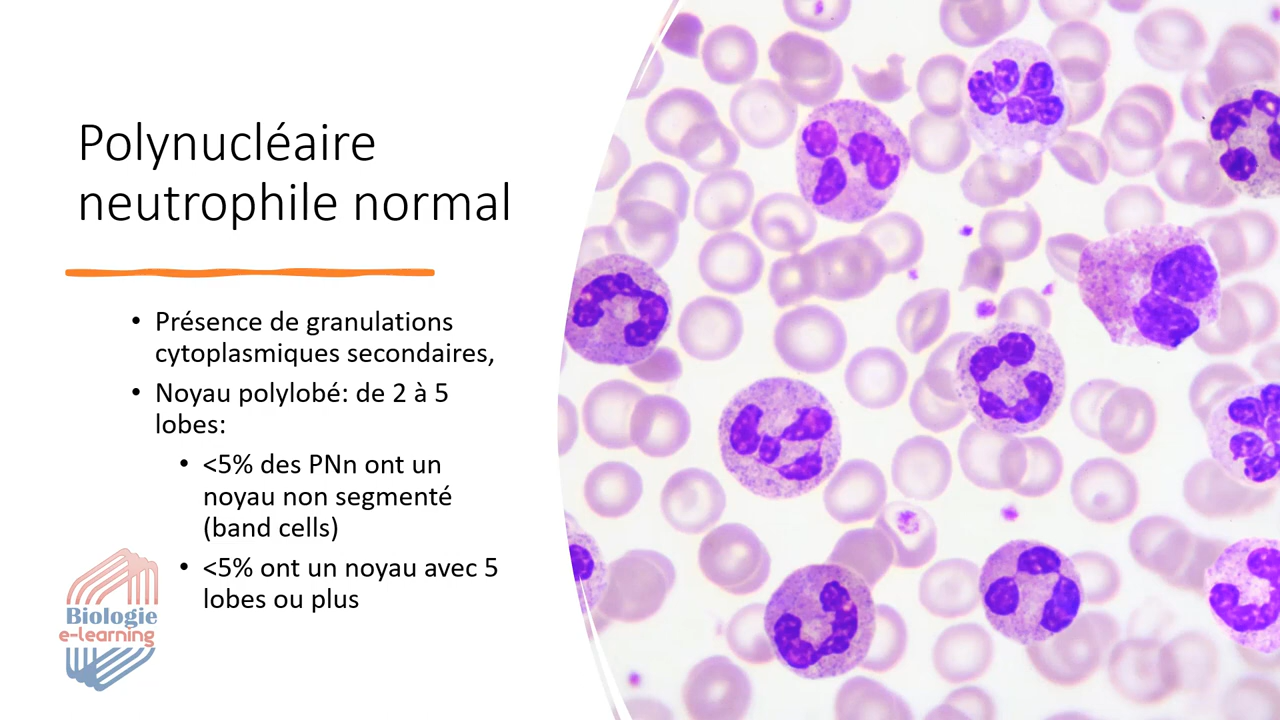 Polynucléaire
neutrophile normal
• Présence de granulations
cytoplasmiques secondaires,
• Noyau polylobé: de 2 à 5
lobes:
• <5% des PNn ont un
noyau non segmenté
(band cells)
• <5% ont un noyau avec 5
lobes ou plus
Biologie
e-learning